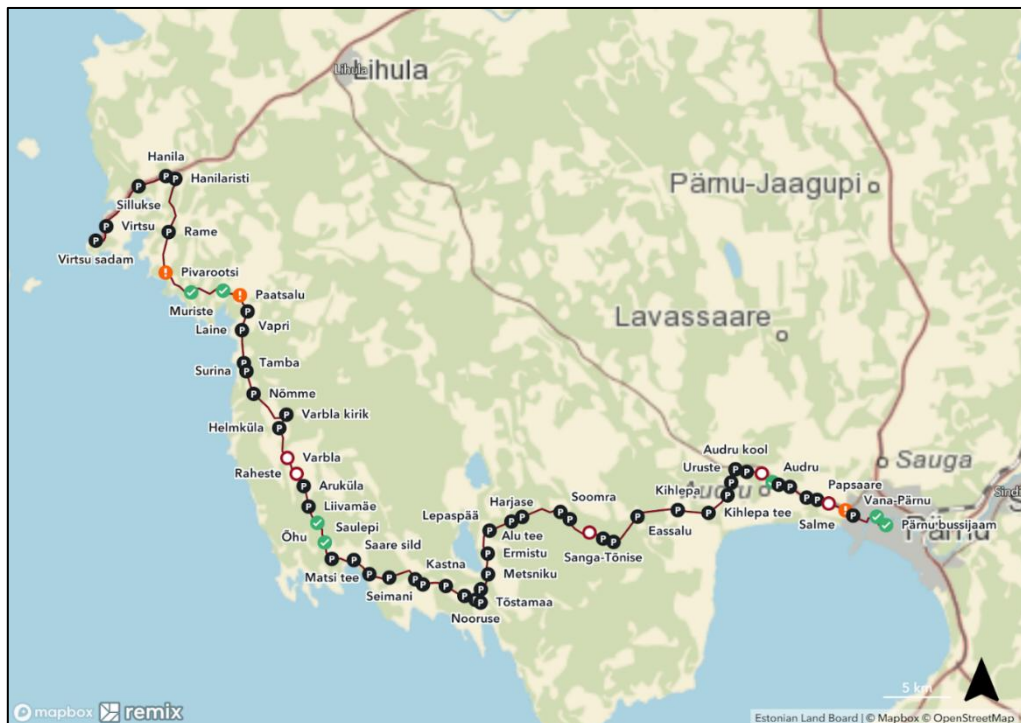 Lihula
Lihula
Hanila
Hanilaristi
Pärnu-Jaagupi
Sillukse
Virtsu
Rame
Virtsu sadam
Pivarootsi
Paatsalu
Muriste
Laine
Vapri
Lavassaare
Tamba
Surina
Nõmme
Varbla kirik
Helmküla
Audru kool
Varbla
Uruste
Audru
Sauga
Raheste
Aruküla
Kihlepa
Audru
Papsaare
Soomra
Harjase
Vana-Pärnu
Liivamäe
Lepaspää
Kihlepa tee
Saulepi
Alu tee
Eassalu
Salme
Pärnu bussijaam
Pärnu
Õhu
Saare sild
Ermistu
Sanga-Tõnise
Kastna
Metsniku
Matsi tee
Seimani
Tõstamaa
Nooruse
5 km
mapbox remix
Estonian Land Board | © Mapbox © OpenStreetMap